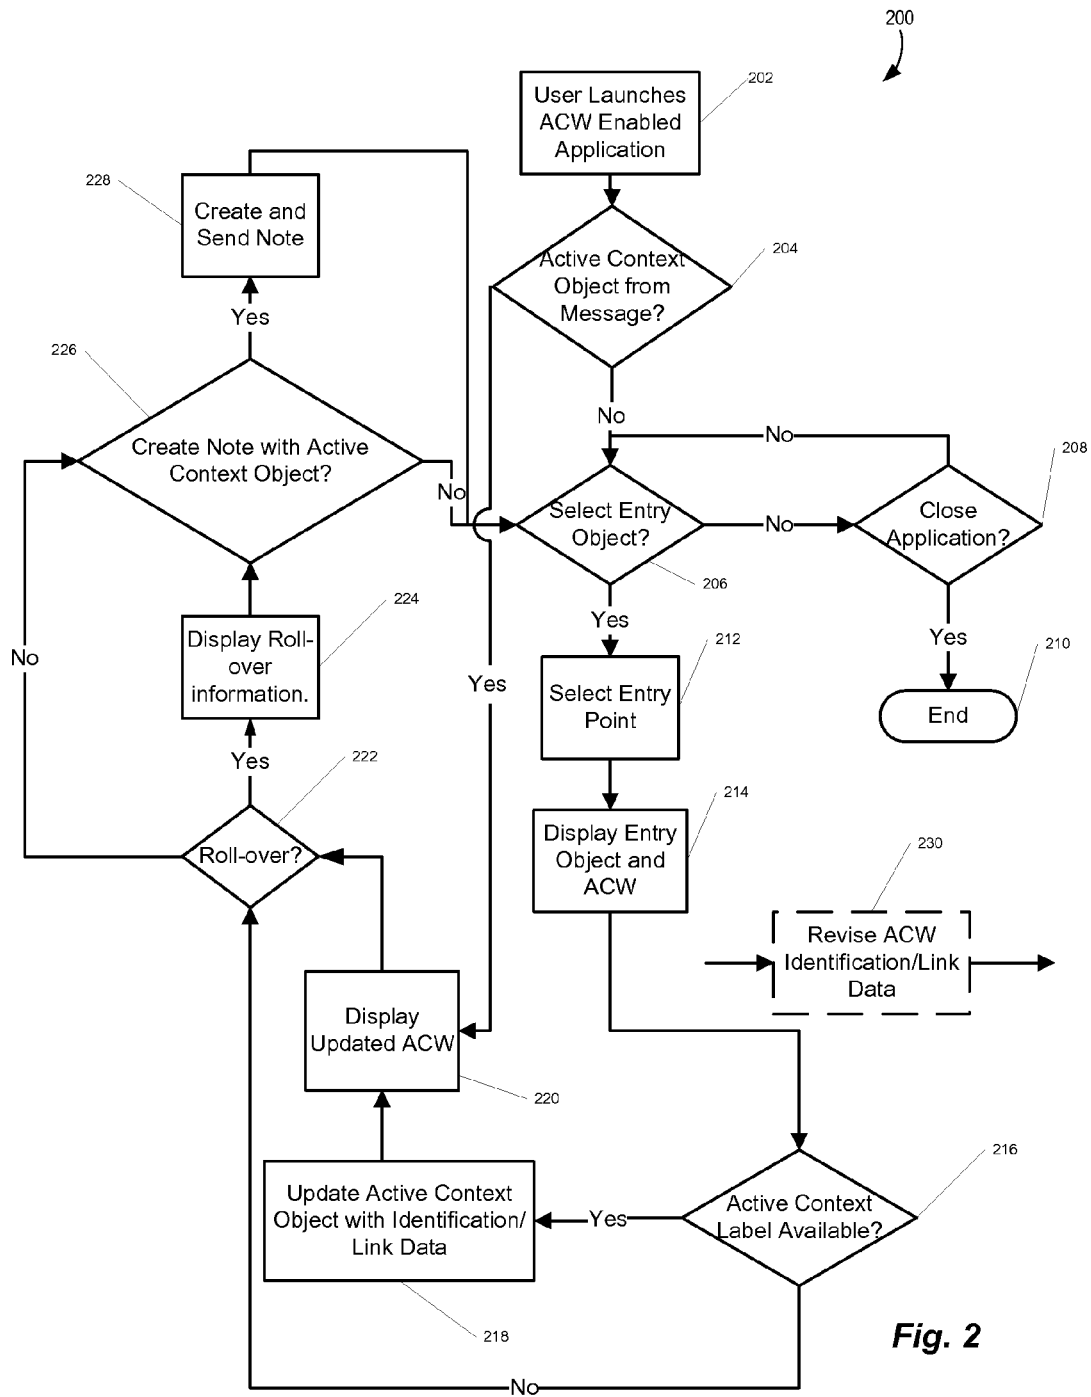 200
202
User Launches
ACW Enabled
Application
228
Create and
Send Note
204
Active Context
Object from
Message?
Yes
226
No
Create Note with Active
Context Object?
No
No
208
Select Entry
Object?
No
Close
Application?
206
224
Yes
Yes
212
210
Display Roll-
over
information.
No
Yes
Select Entry
Point
End
Yes
222
214
Roll-over?
Display Entry
Object and
ACW
230
Revise ACW
Identification/Link
Data
Display
Updated ACW
220
216
Update Active Context
Object with Identification/
Link Data
Yes
Active Context
Label Available?
218
Fig. 2
No